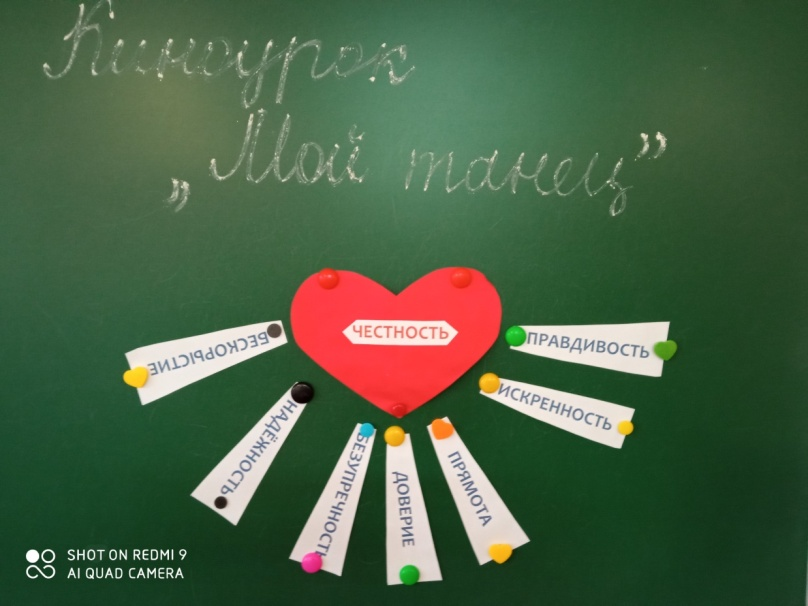 Киноурок
„Мой танец”
ЧЕСТНОСТЬ
БЕСКОРЫСТИЕ
НАДЁЖНОСТЬ
БЕЗУПРЕЧНОСТЬ
ДОВЕРИЕ
ПРЯМОТА
ИСКРЕННОСТЬ
ПРАВДИВОСТЬ
SHOT ON REDMI 9
AI QUAD CAMERA